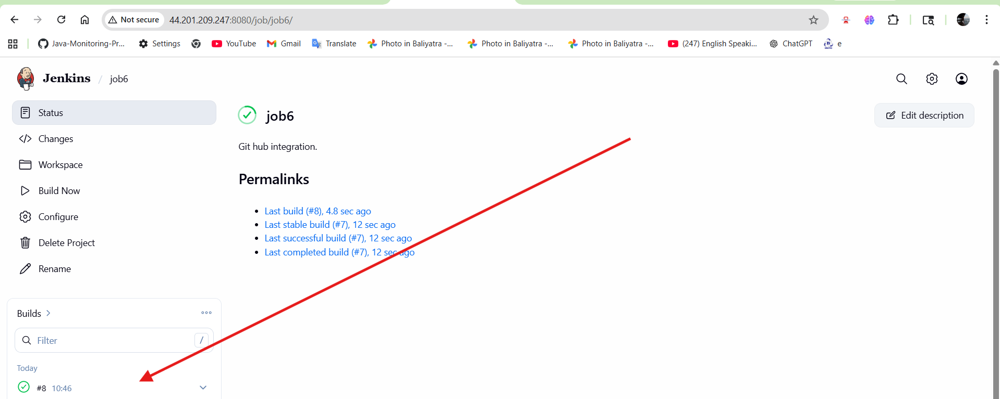 Not secure
44.201.209.247:8080/job/job6/
Java-Monitoring-Pr...
Settings
YouTube
Gmail
Translate
Photo in Baliyatra -...
Photo in Baliyatra -...
Photo in Baliyatra -...
(247) English Speaki...
ChatGPT
e
Jenkins / job6
Status
Changes
Workspace
Build Now
Configure
Delete Project
Rename
job6
Edit description
Git hub integration.
Permalinks
Last build (#8), 4.8 sec ago
Last stable build (#7), 12 sec ago
Last successful build (#7), 12 sec ago
Last completed build (#7), 12 sec ago
Builds
Filter
/
Today
#8 10:46